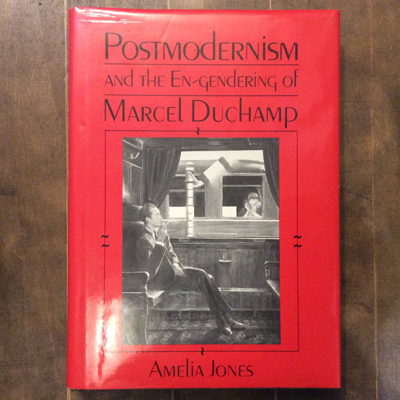 Postmodernism
and the En-gendering of
Marcel Duchamp
Amelia Jones